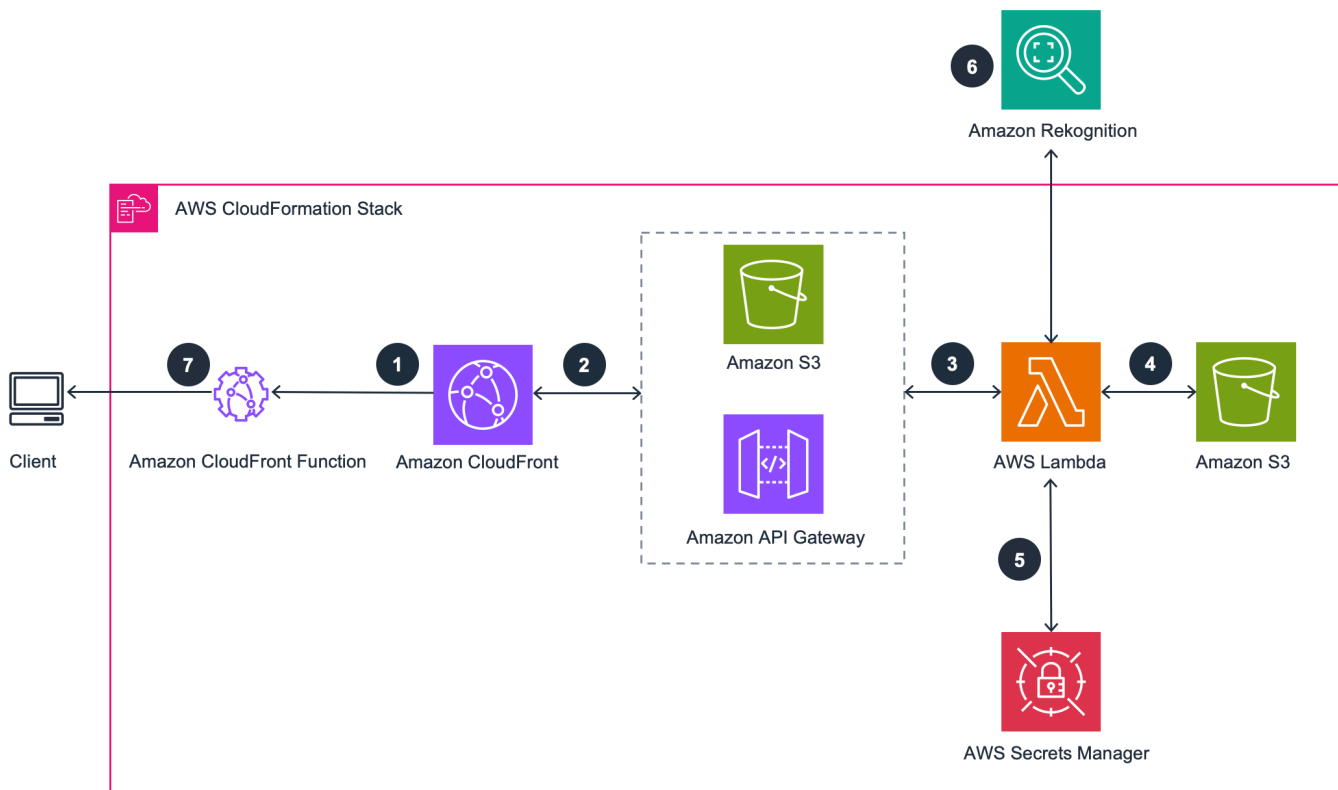 6
Amazon Rekognition
AWS CloudFormation Stack
Amazon S3
7
1
2
3
4
Client
Amazon CloudFront Function
Amazon CloudFront
AWS Lambda
Amazon S3
Amazon API Gateway
5
AWS Secrets Manager